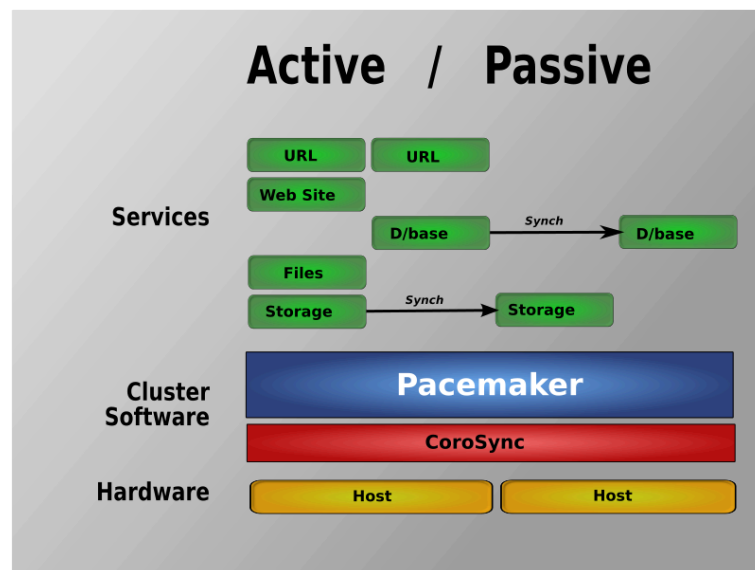 Active / Passive
URL URL
Web Site
Services
D/base Synch D/base
Files
Storage Synch Storage
Pacemaker
Cluster
Software
CoroSync
Hardware
Host Host